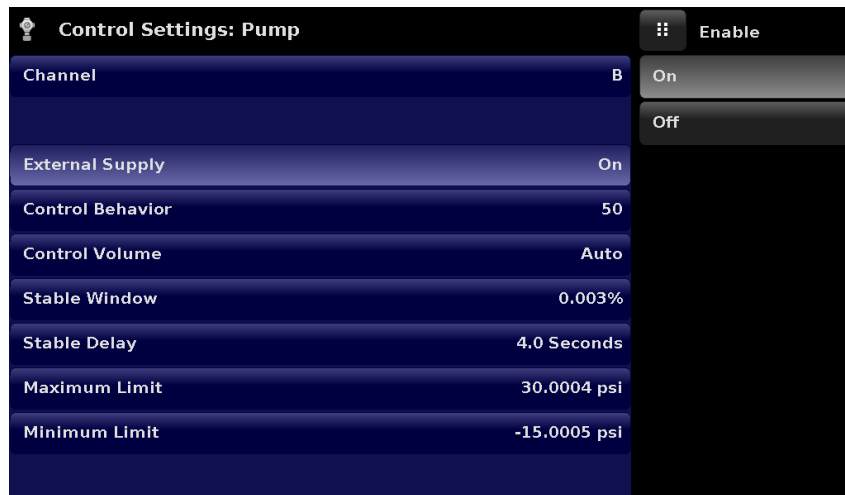 Control Settings: Pump
Enable
Channel B
On
Off
External Supply On
Control Behavior 50
Control Volume Auto
Stable Window 0.003%
Stable Delay 4.0 Seconds
Maximum Limit 30.0004 psi
Minimum Limit -15.0005 psi